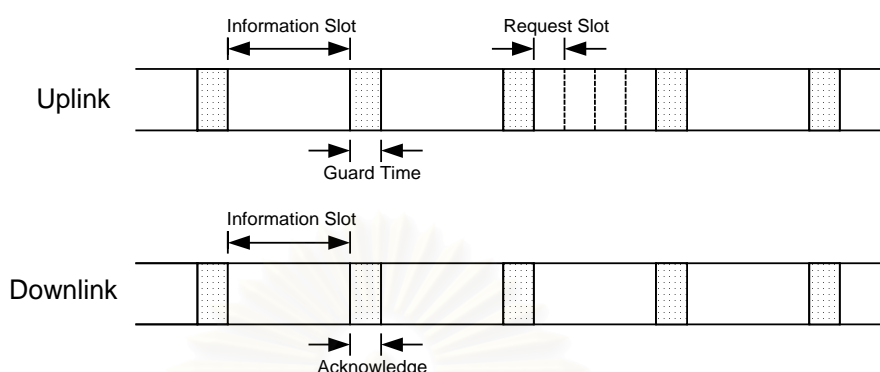 Information Slot
Request Slot
Uplink
Guard Time
Information Slot
Downlink
Acknowledge